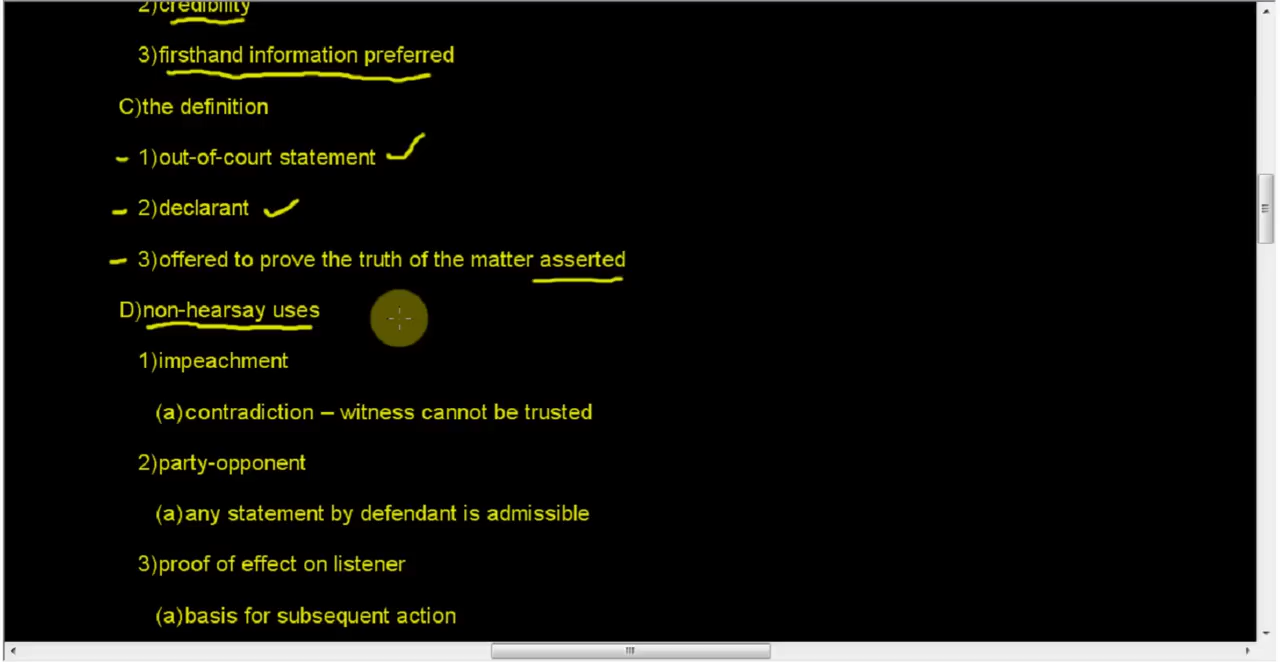 2)credibility
3)firsthand information preferred
C)the definition
1)out-of-court statement
2)declarant
3)offered to prove the truth of the matter asserted
D)non-hearsay uses
1)impeachment
(a)contradiction – witness cannot be trusted
2)party-opponent
(a)any statement by defendant is admissible
3)proof of effect on listener
(a)basis for subsequent action